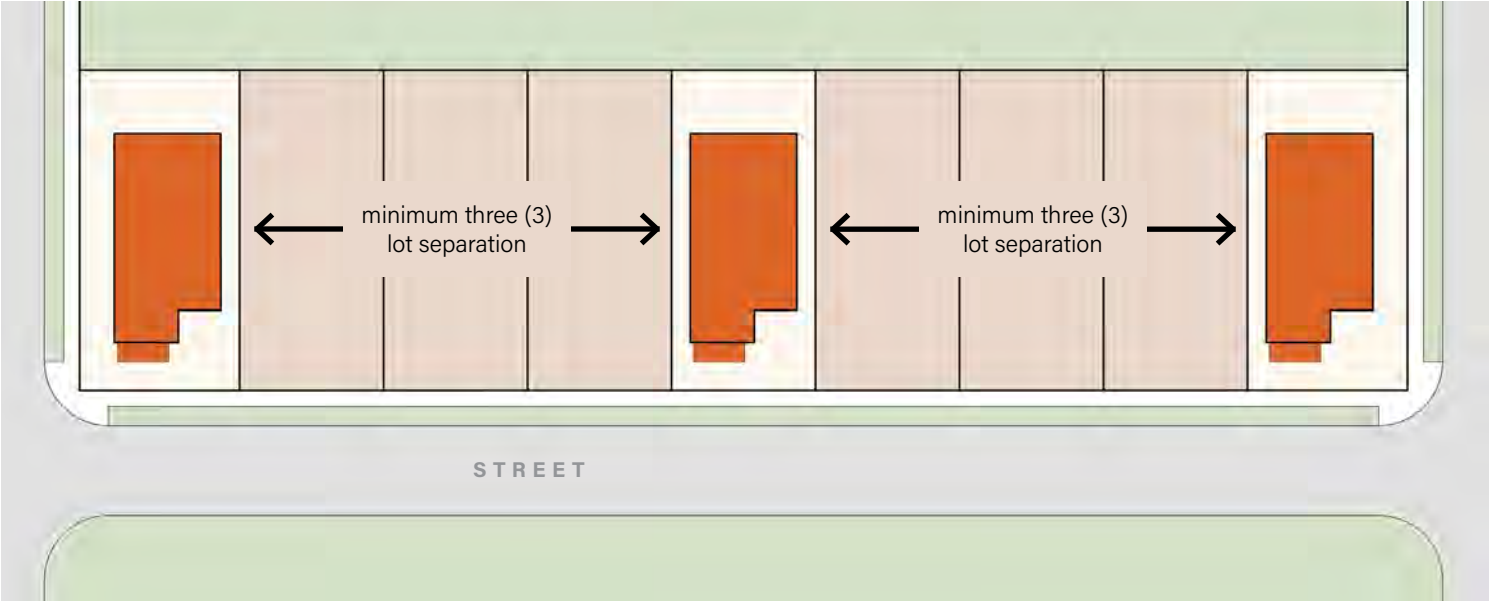 minimum three (3)
lot separation
minimum three (3)
lot separation
STREET